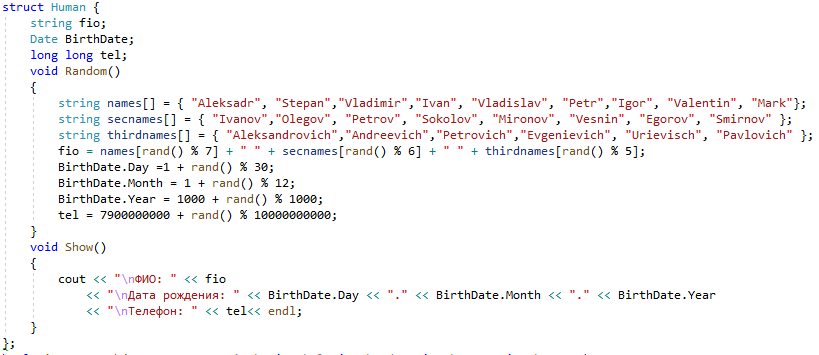 struct Human {
string fio;
Date BirthDate;
long long tel;
void Random()
{
string names[] = { "Aleksadr", "Stepan","Vladimir","Ivan", "Vladislav", "Petr","Igor", "Valentin", "Mark"};
string secnames[] = { "Ivanov","Olegov", "Petrov", "Sokolov", "Mironov", "Vesnin", "Egorov", "Smirnov" };
string thirdnames[] = { "Aleksandrovich","Andreevich","Petrovich","Evgenievich", "Urievisch", "Pavlovich" };
fio = names[rand() % 7] + " " + secnames[rand() % 6] + " " + thirdnames[rand() % 5];
BirthDate.Day =1 + rand() % 30;
BirthDate.Month = 1 + rand() % 12;
BirthDate.Year = 1000 + rand() % 1000;
tel = 7900000000 + rand() % 10000000000;
}
void Show()
{
cout << "\nФИО: " << fio
<< "\nДата рождения: " << BirthDate.Day << "." << BirthDate.Month << "." << BirthDate.Year
<< "\nТелефон: " << tel<< endl;
}
};